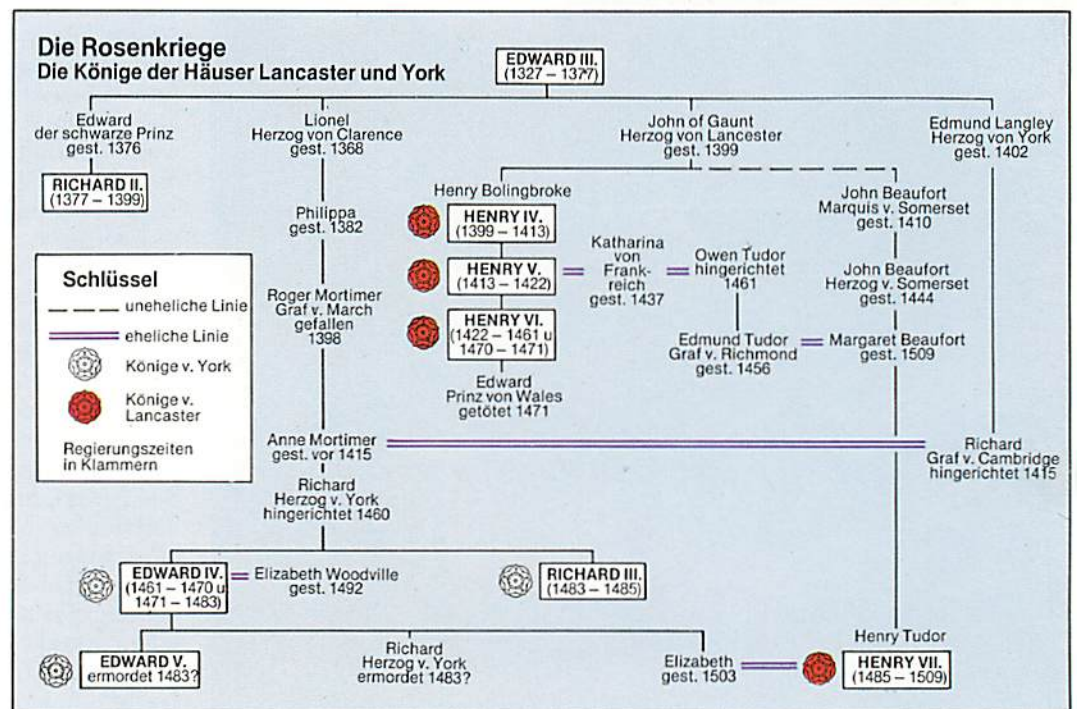 Die Rosenkriege
Die Könige der Häuser Lancaster und York
EDWARD III.
(1327 – 1377)
Edward
der schwarze Prinz
gest. 1376
Lionel
Herzog von Clarence
gest. 1368
John of Gaunt
Herzog von Lancester
gest. 1399
Edmund Langley
Herzog von York
gest. 1402
RICHARD II.
(1377 – 1399)
Philippa
gest. 1382
Henry Bolingbroke
HENRY IV.
(1399 – 1413)
John Beaufort
Marquis v. Somerset
gest. 1410
HENRY V.
(1413 – 1422)
Katharina
von
Frank-
reich
gest. 1437
Owen Tudor
hingerichtet
1461
John Beaufort
Herzog v. Somerset
gest. 1444
Roger Mortimer
Graf v. March
gefallen
1398
HENRY VI.
(1422 – 1461 u
1470 – 1471)
Edmund Tudor
Graf v. Richmond
gest. 1456
Margaret Beaufort
gest. 1509
Edward
Prinz von Wales
getötet 1471
Schlüssel
uneheliche Linie
eheliche Linie
Könige v. York
Könige v.
Lancaster
Regierungszeiten
in Klammern
Anne Mortimer
gest. vor 1415
Richard
Graf v. Cambridge
hingerichtet 1415
Richard
Herzog v. York
hingerichtet 1460
EDWARD IV.
(1461 – 1470 u
1471 – 1483)
Elizabeth Woodville
gest. 1492
RICHARD III.
(1483 – 1485)
EDWARD V.
ermordet 1483?
Richard
Herzog v. York
ermordet 1483?
Elizabeth
gest. 1503
Henry Tudor
HENRY VII.
(1485 – 1509)